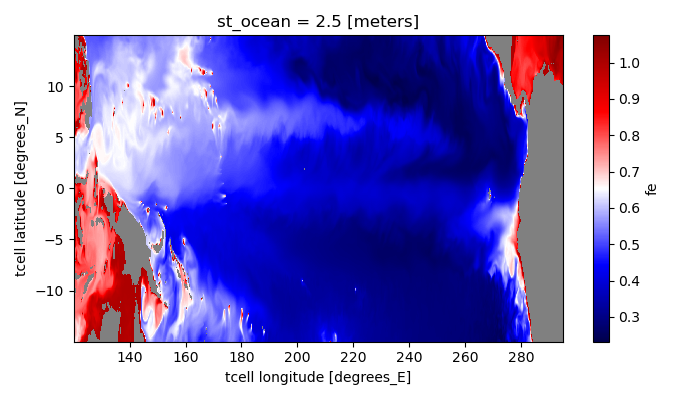 st_ocean = 2.5 [meters]
10
5
0
−5
−10
tcell latitude [degrees_N]
140 160 180 200 220 240 260 280
tcell longitude [degrees_E]
1.0
0.9
0.8
0.7
0.6
0.5
0.4
0.3
fe